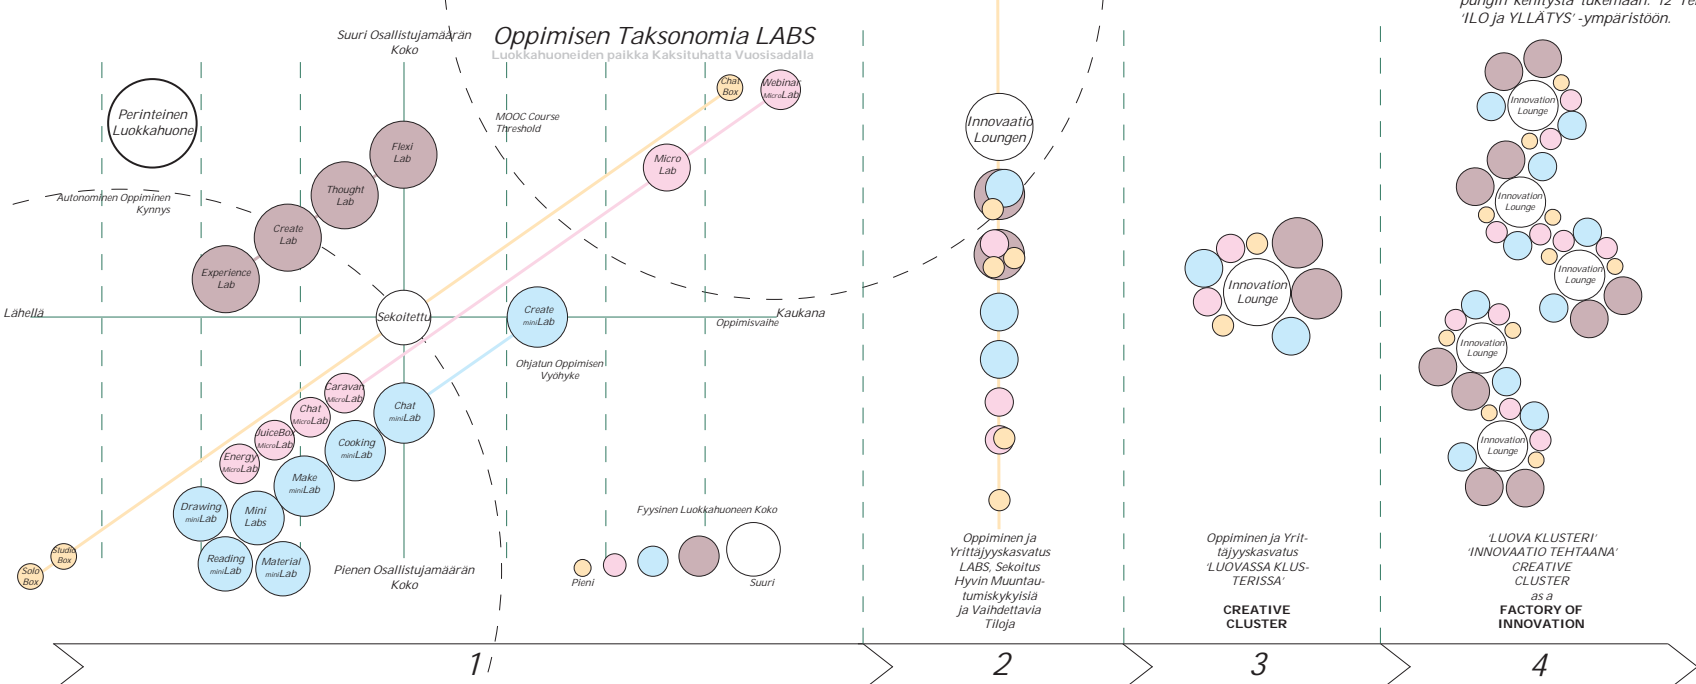 pungin kehitystä tukemaan. 12
'ILO ja YLLÄTYS' -ympäristöön.
Oppimisen Taksonomia LABS
Luokkahuoneiden paikka Kaksituhatta Vuosisadalla
Suuri Osallistujamäärän
Koko
Perinteinen
Luokkahuone
Autonominen Oppiminen
Kynnys
MOOC Course
Threshold
Chat
Box
Webinar
MicroLab
Micro
Lab
Flexi
Lab
Thought
Lab
Create
Lab
Experience
Lab
Lähellä
Sekoitettu
Create
miniLab
Kaukana
Oppimisvaihe
Ohjatun Oppimisen
Vyöhyke
Caravan
MicroLab
Chat
MicroLab
JuiceBox
MicroLab
Energy
MicroLab
Chat
miniLab
Cooking
miniLab
Make
miniLab
Drawing
miniLab
Mini
Labs
Reading
miniLab
Material
miniLab
Studio
Box
Solo
Box
Pienen Osallistujamäärän
Koko
Fyysinen Luokkahuoneen Koko
Pieni
Suuri
1
Innovaatio
Loungen
Oppiminen ja
Yrittäjyyskasvatus
LABS, Sekoitus
Hyvin Muuntau-
tumiskykyisiä
ja Vaihdettavia
Tiloja
2
Innovation
Lounge
Oppiminen ja Yrit-
täjyyskasvatus
'LUOVASSA KLUS-
TERISSA'
CREATIVE
CLUSTER
3
Innovation
Lounge
Innovation
Lounge
Innovation
Lounge
Innovation
Lounge
Innovation
Lounge
'LUOVA KLUSTERI'
'INNOVAATIO TEHTAANA'
CREATIVE
CLUSTER
as a
FACTORY OF
INNOVATION
4